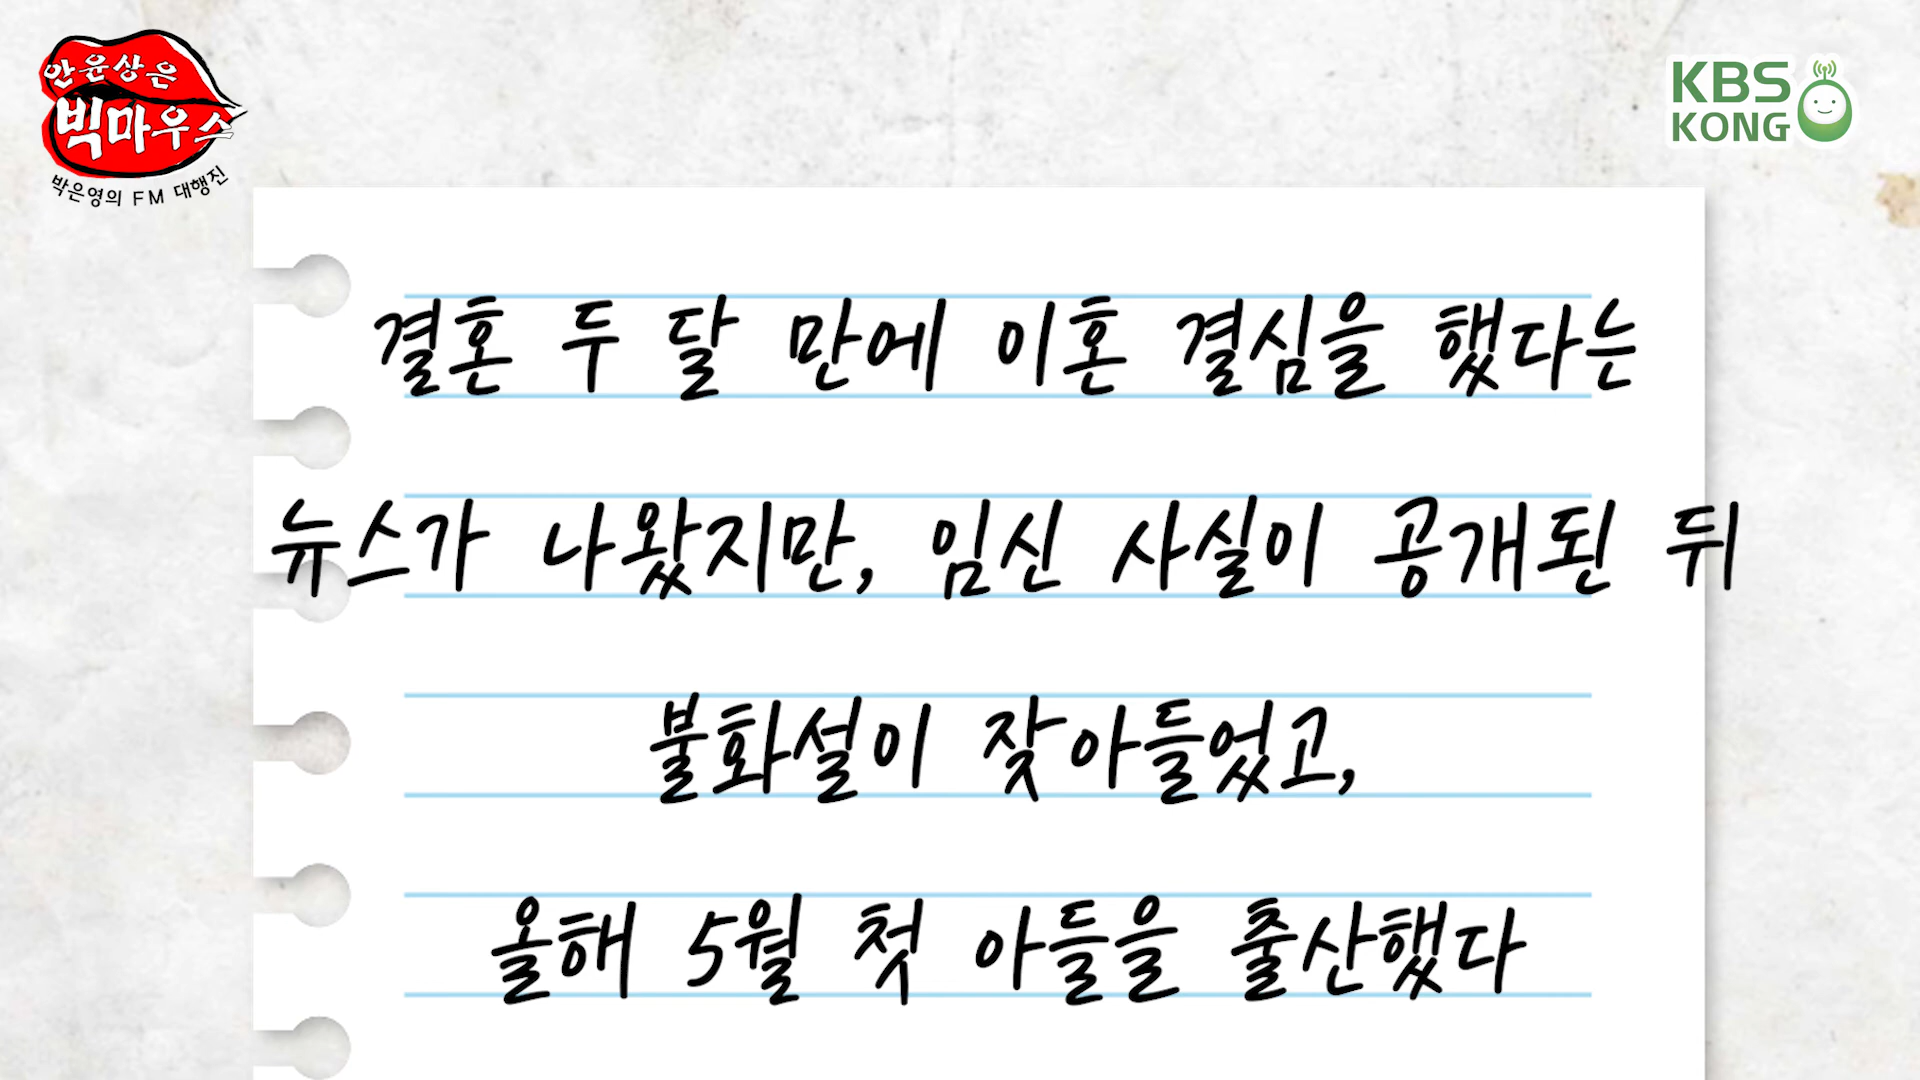 안윤상은
빅마우스
박은영의 FM 대행진
KBS
KONG
결혼 두 달 만에 이혼 결심을 했다는
뉴스가 나왔지만, 임신 사실이 공개된 뒤
불화설이 잦아들었고,
올해 5월 첫 아들을 출산했다